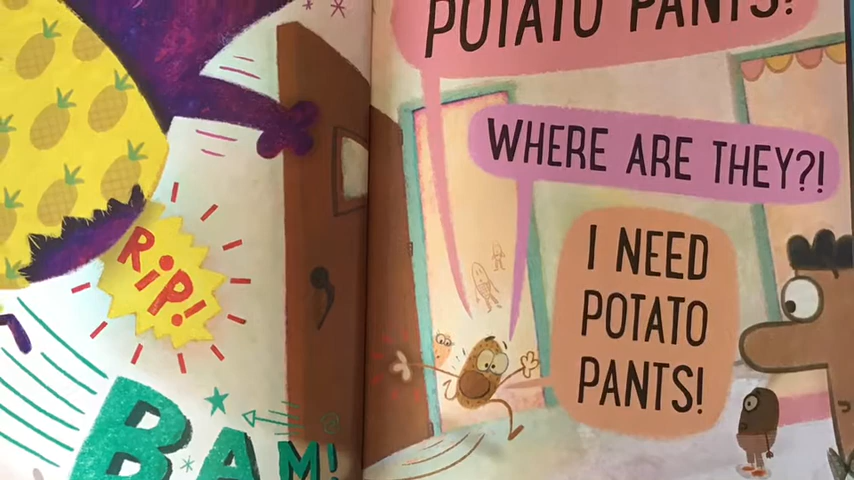 RIP!
BAM!
POTATO PANTS!
WHERE ARE THEY?!
I NEED
POTATO
PANTS!